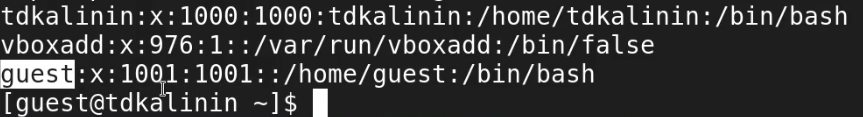 tdkalinin:x:1000:1000:tdkalinin:/home/tdkalinin:/bin/bash
vboxadd:x:976:1::/var/run/vboxadd:/bin/false
guest:x:1001:1001::/home/guest:/bin/bash
[guest@tdkalinin ~]$